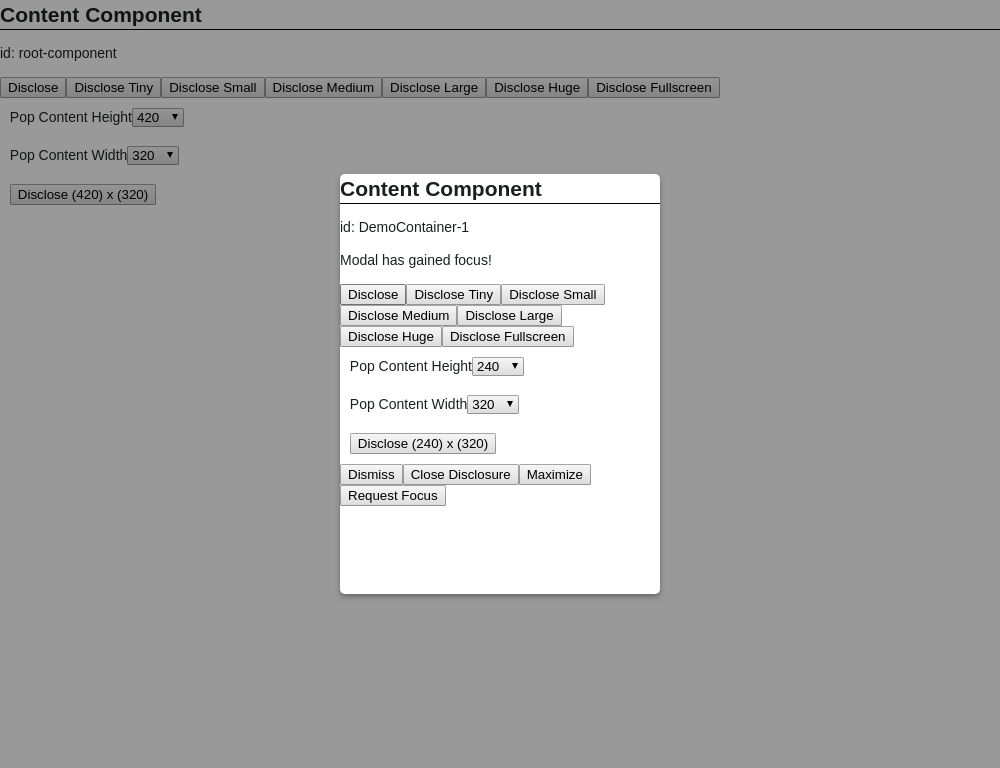 Content Component
id: root-component
Disclose Disclose Tiny Disclose Small Disclose Medium Disclose Large Disclose Huge Disclose Fullscreen
Pop Content Height 420
Pop Content Width 320
Disclose (420) x (320)
Content Component
id: DemoContainer-1
Modal has gained focus!
Disclose Disclose Tiny Disclose Small
Disclose Medium Disclose Large
Disclose Huge Disclose Fullscreen
Pop Content Height 240
Pop Content Width 320
Disclose (240) x (320)
Dismiss Close Disclosure Maximize
Request Focus